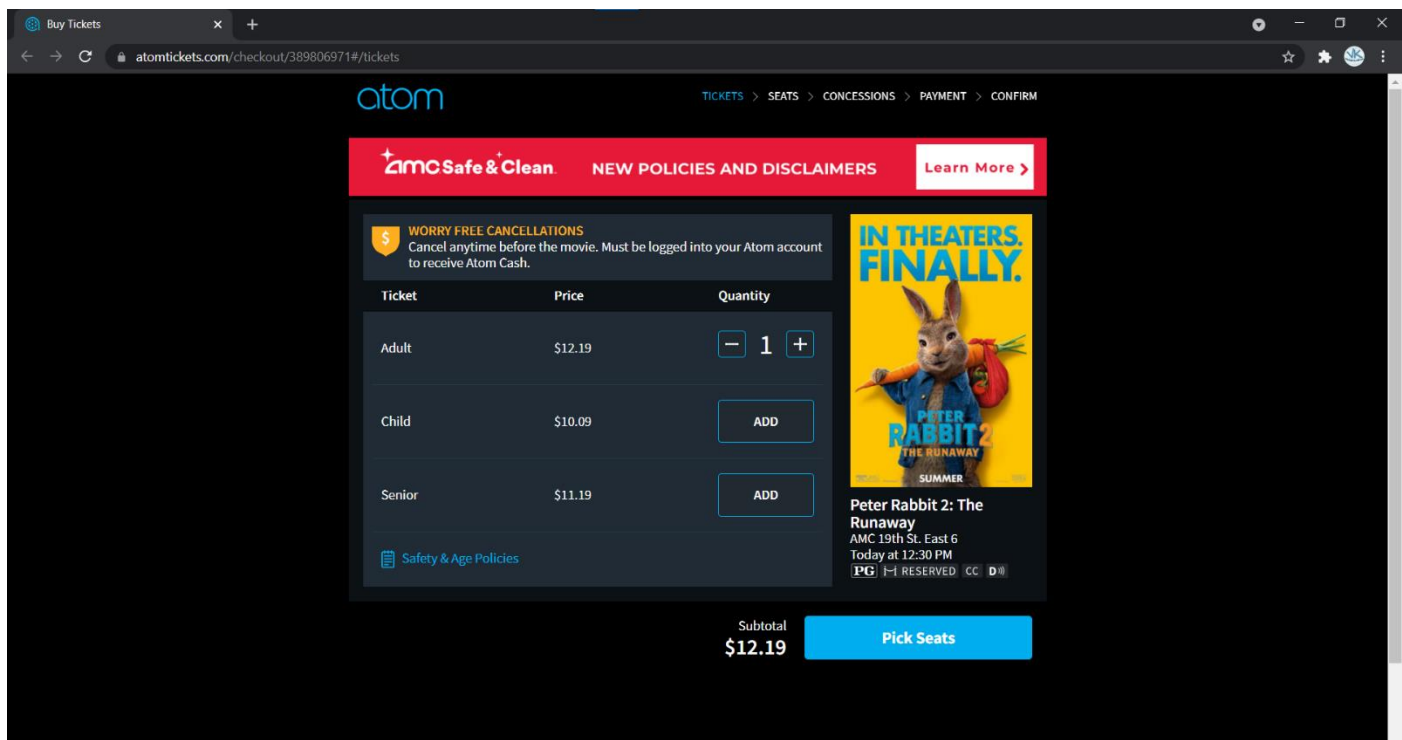 Buy Tickets
atomtickets.com/checkout/389806971#/tickets
VK
atom
TICKETS > SEATS > CONCESSIONS > PAYMENT > CONFIRM
amc Safe & Clean. NEW POLICIES AND DISCLAIMERS Learn More >
$ WORRY FREE CANCELLATIONS
Cancel anytime before the movie. Must be logged into your Atom account
to receive Atom Cash.
Ticket Price Quantity
Adult $12.19 − 1 +
Child $10.09 ADD
Senior $11.19 ADD
Safety & Age Policies
IN THEATERS.
FINALLY.
PETER
RABBIT 2
THE RUNAWAY
SUMMER
Peter Rabbit 2: The
Runaway
AMC 19th St. East 6
Today at 12:30 PM
PG RESERVED CC D
Subtotal
$12.19
Pick Seats